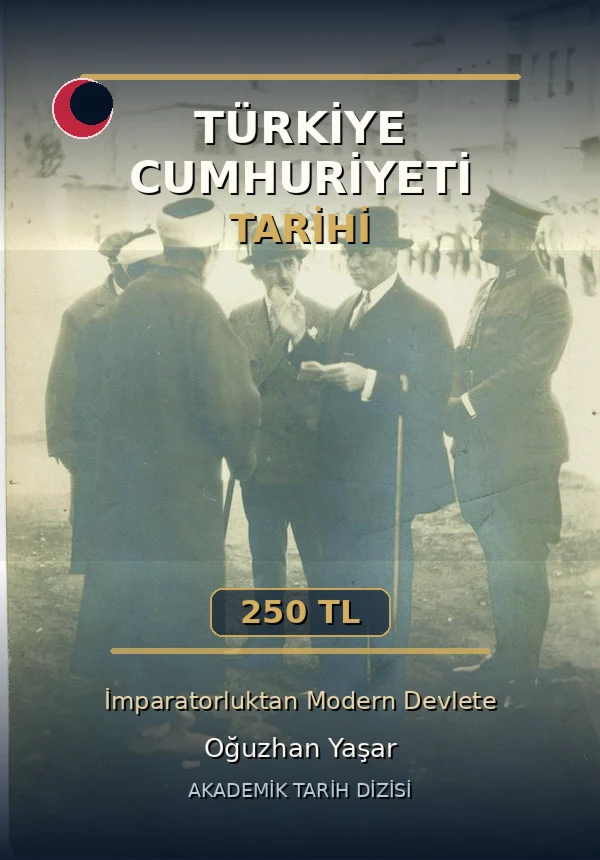 TÜRKİYE
CUMHURİYETİ
TARİHİ
250 TL
İmparatorluktan Modern Devlete
Oğuzhan Yaşar
AKADEMİK TARİH DİZİSİ